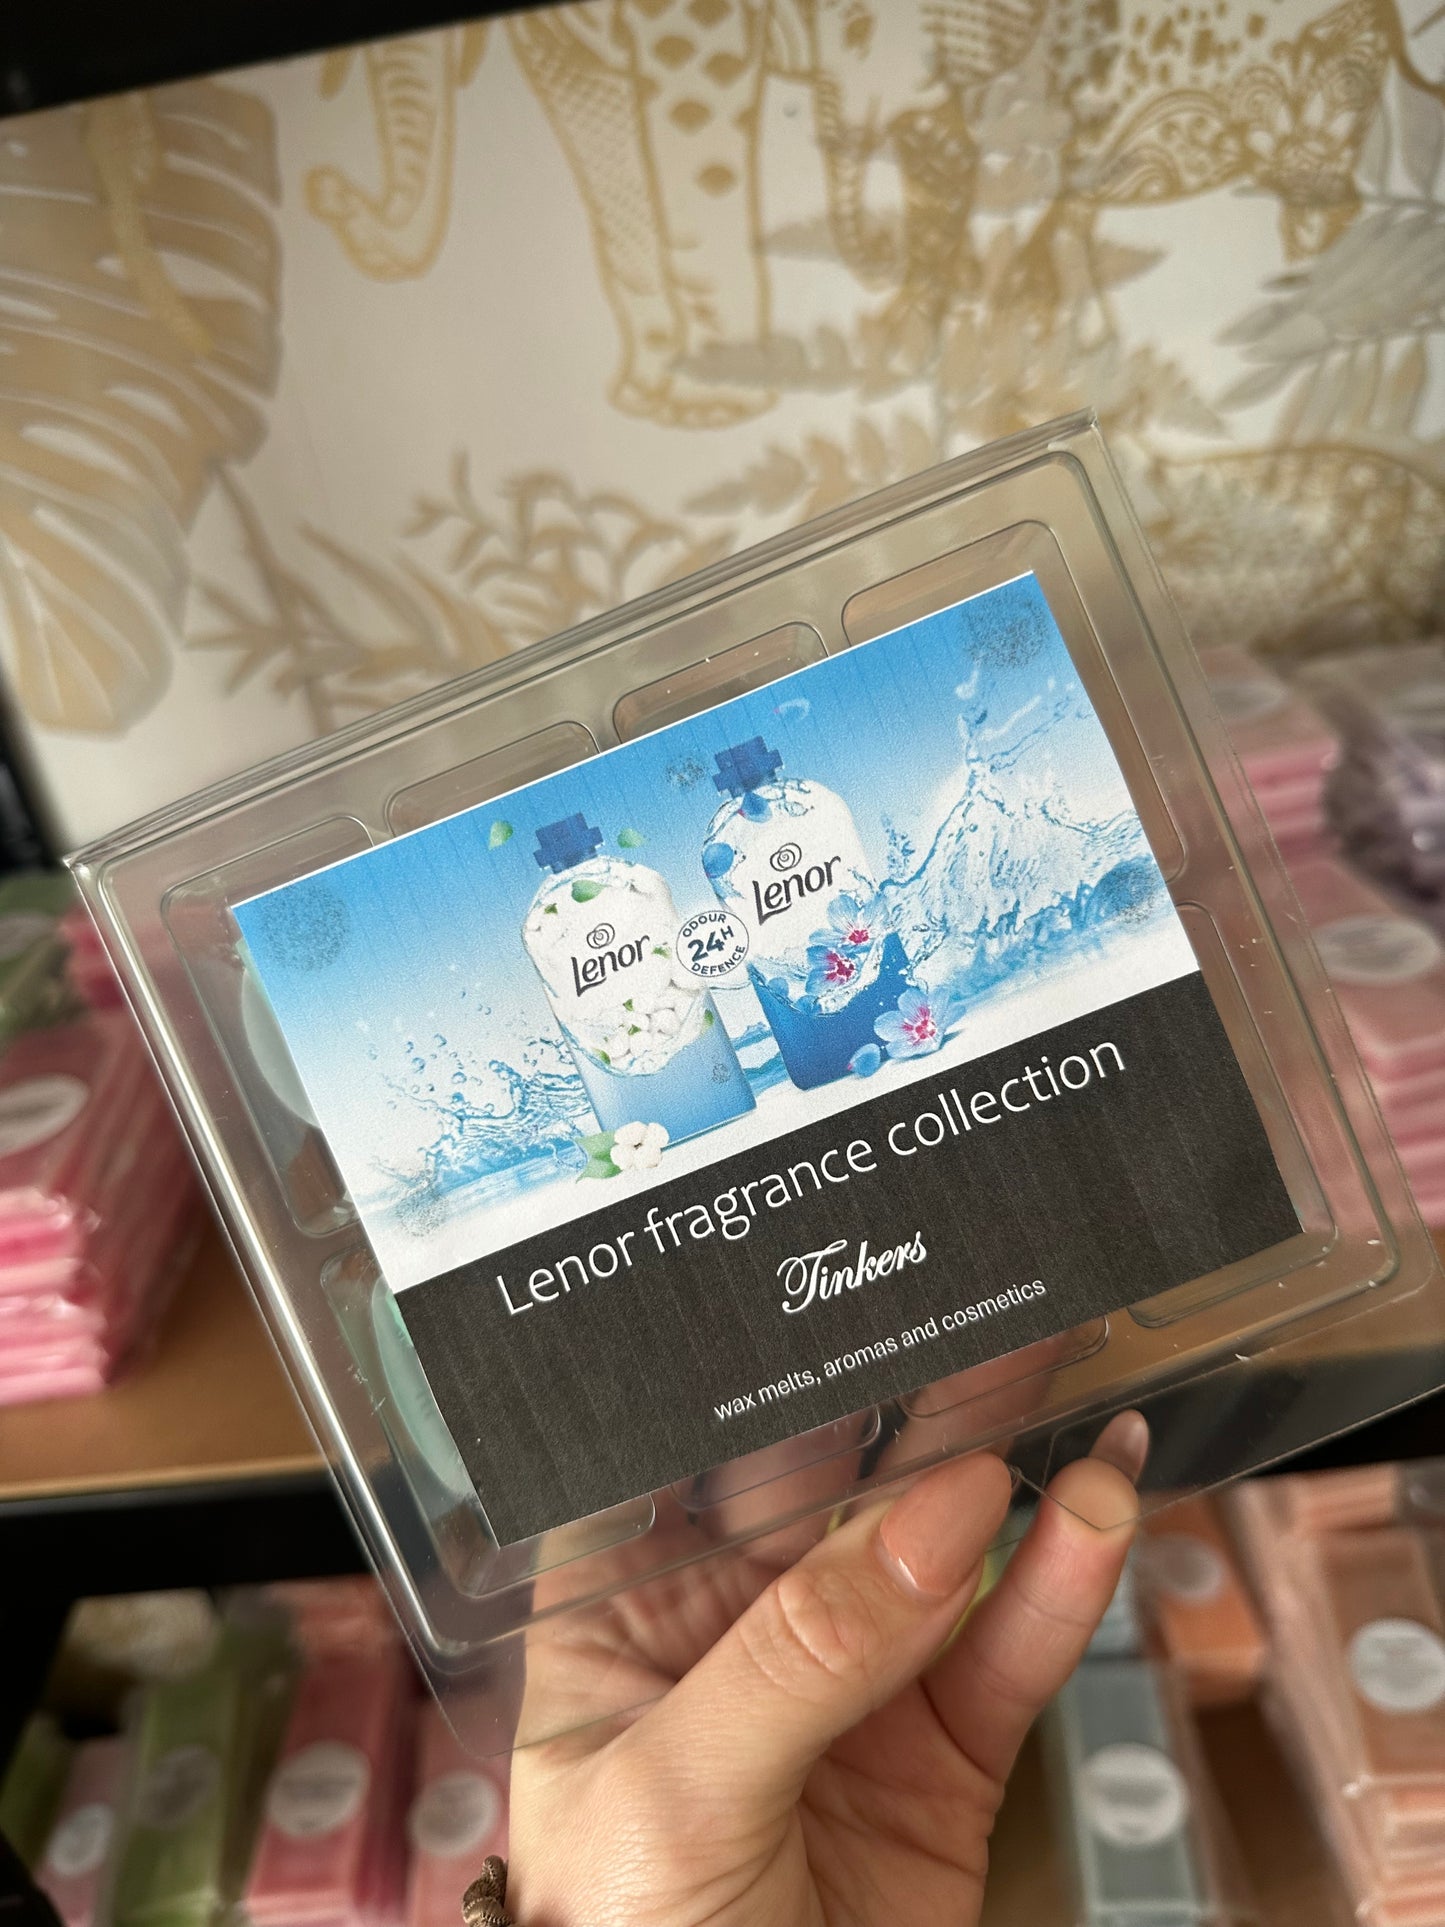 Lenor
Lenor
ODOUR
24H
DEFENCE
Lenor fragrance collection
Tinkers
wax melts, aromas and cosmetics